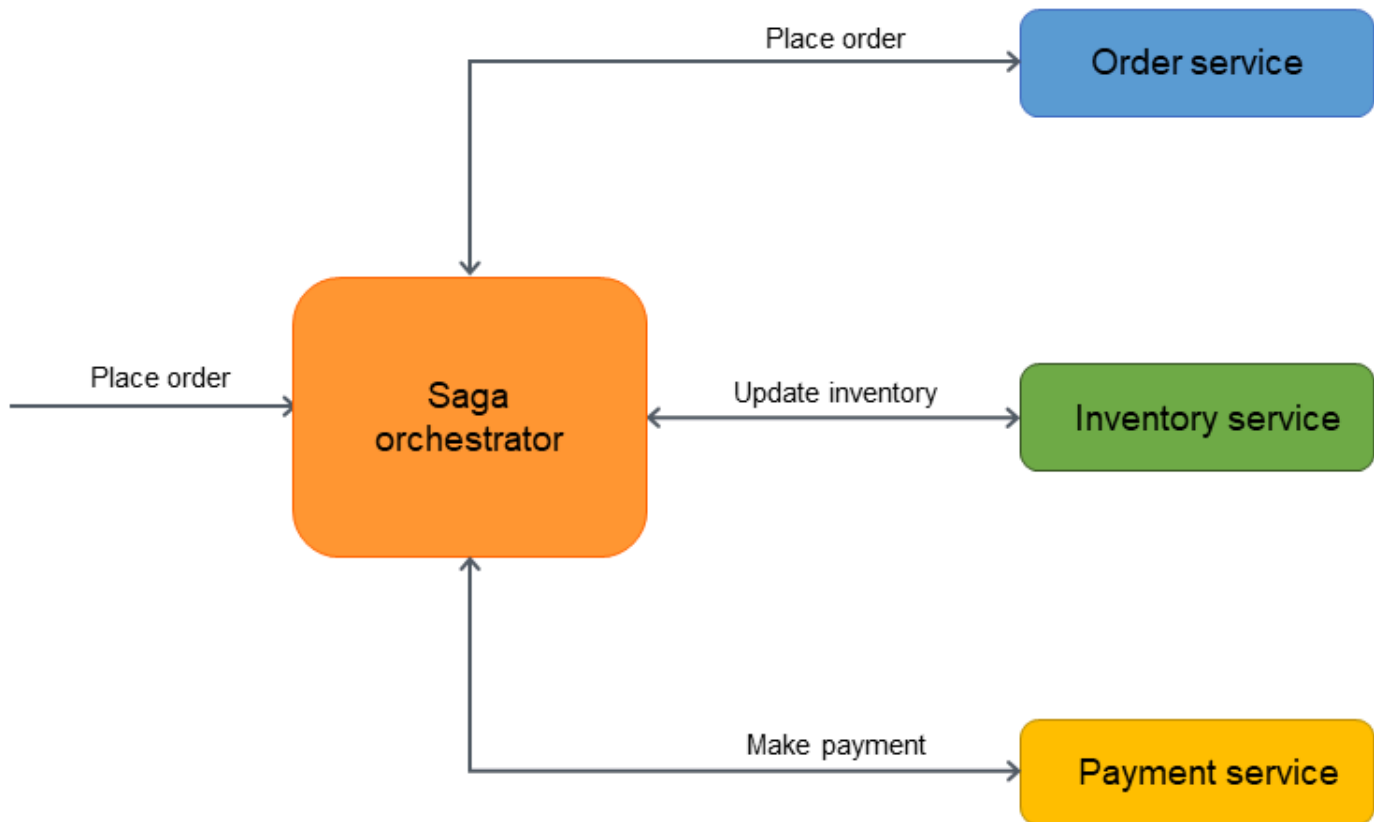 Place order
Order service
Place order
Saga
orchestrator
Update inventory
Inventory service
Make payment
Payment service